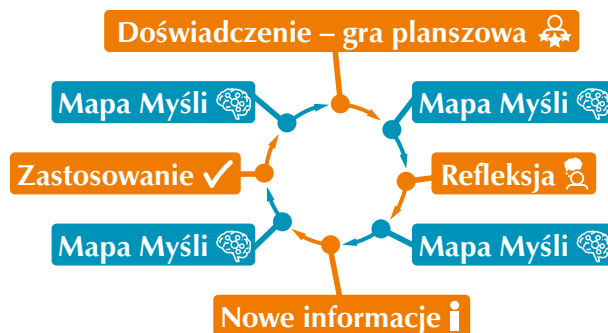 Doświadczenie – gra planszowa
Mapa Myśli
Mapa Myśli
Zastosowanie
Refleksja
Mapa Myśli
Mapa Myśli
Nowe informacje